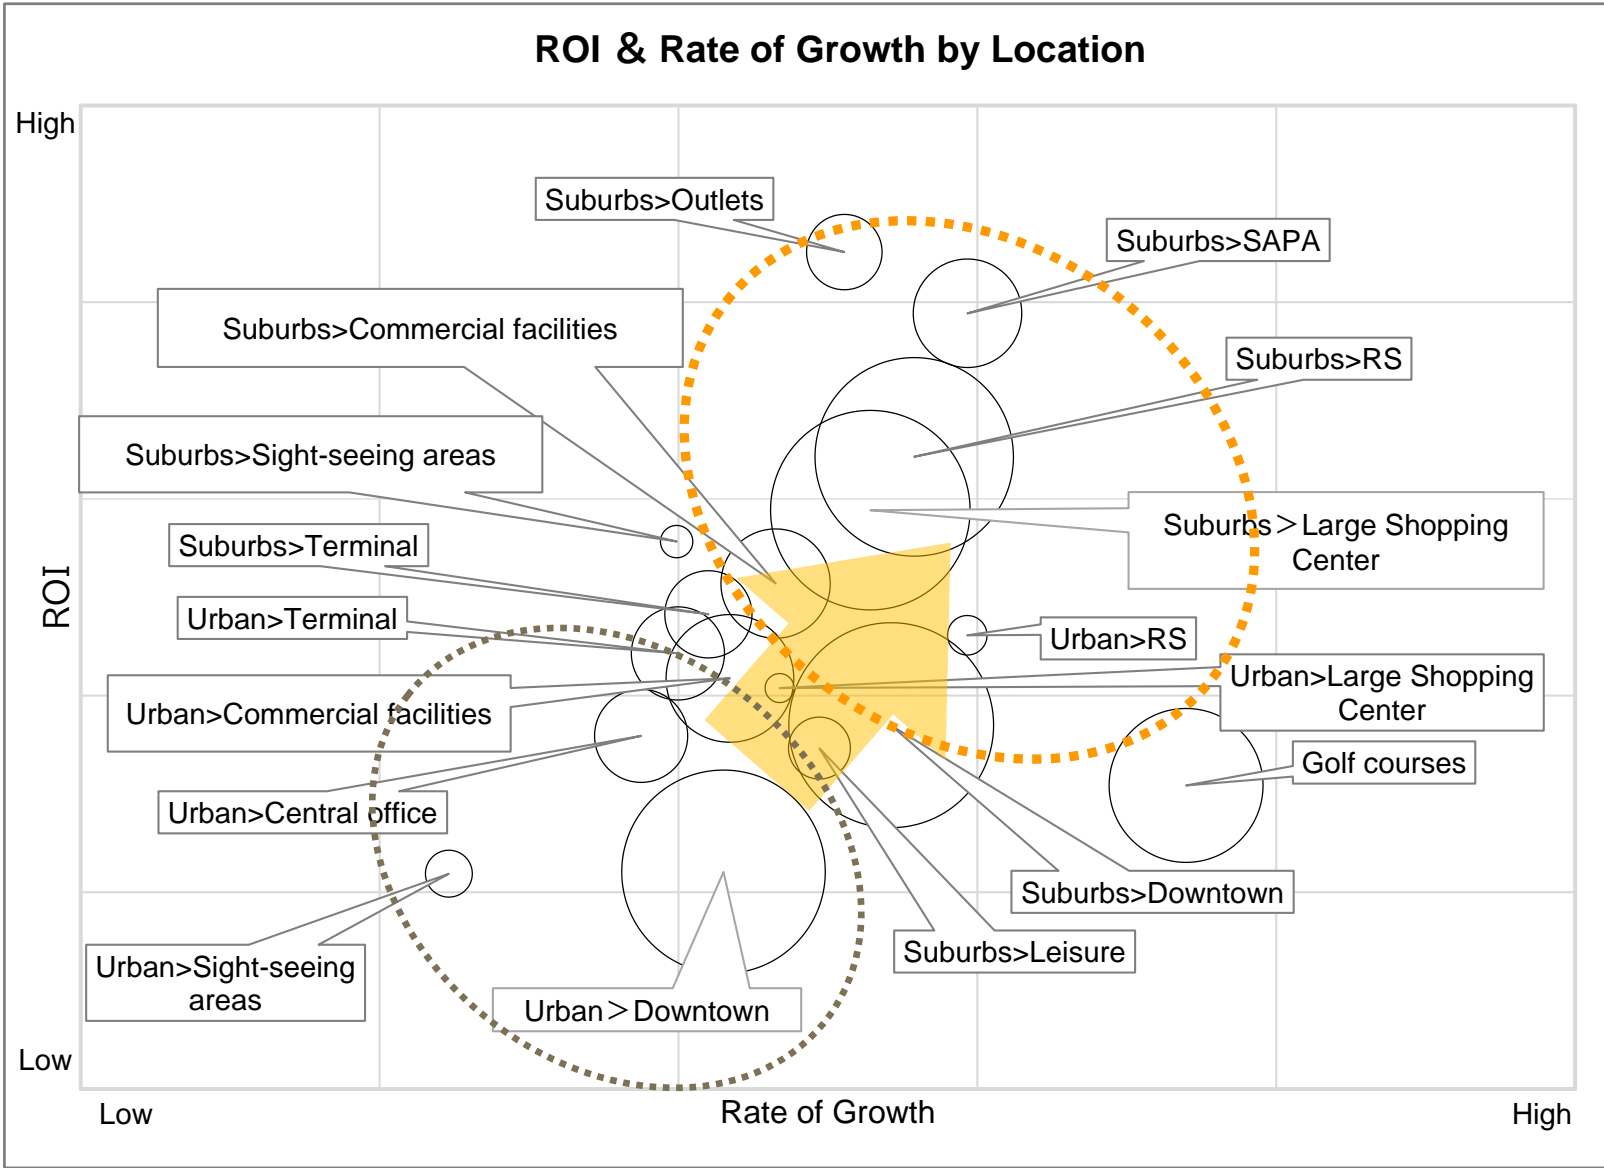 ROI ＆ Rate of Growth by Location
High
Suburbs>Outlets
Suburbs>SAPA
Suburbs>Commercial facilities
Suburbs>RS
Suburbs>Sight-seeing areas
Suburbs＞Large Shopping
Center
Suburbs>Terminal
ROI
Urban>Terminal
Urban>RS
Urban>Large Shopping
Center
Urban>Commercial facilities
Golf courses
Urban>Central office
Suburbs>Downtown
Suburbs>Leisure
Urban>Sight-seeing
areas
Urban＞Downtown
Low
Low
Rate of Growth
High